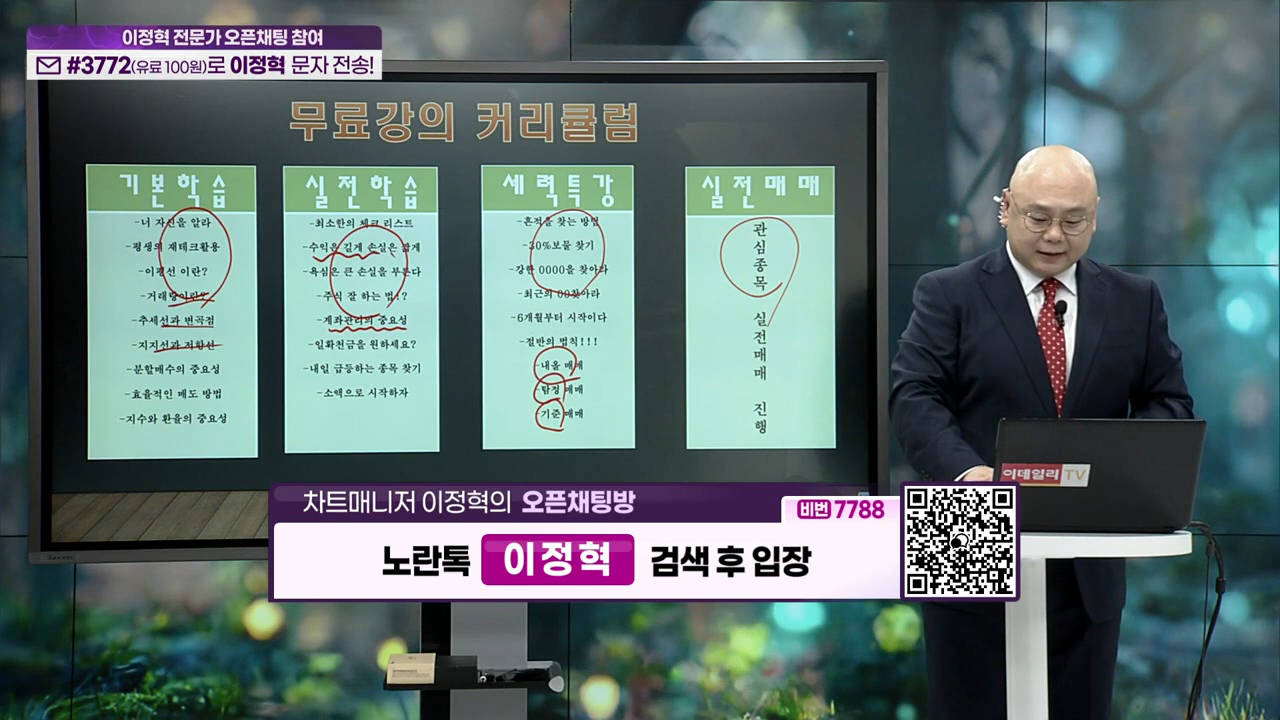 이정혁 전문가 오픈채팅 참여
#3772(유료 100원)로 이정혁 문자 전송!
무료강의 커리큘럼
기본학습
-너 자신을 알라
-평생의 재테크활용
-이평선 이란?
-거래량이란?
-추세선과 변곡점
-지지선과 저항선
-분할매수의 중요성
-효율적인 매도 방법
-지수와 환율의 중요성
실전학습
-최소한의 체크 리스트
-수익은 길게 손실은 짧게
-욕심은 큰 손실을 부른다
-주식 잘 하는 법!?
-계좌관리의 중요성
-일확천금을 원하세요?
-내일 급등하는 종목 찾기
-소액으로 시작하자
세력특강
-흔적을 찾는 방법
-30%보물 찾기
-강한 0000을 찾아라
-최근의 00찾아라
-6개월부터 시작이다
-절반의 법칙!!!
-내올 매매
-탐정 매매
-기준 매매
실전매매
관심종목 실전매매 진행
이데일리TV
차트매니저 이정혁의 오픈채팅방
비번 7788
노란톡 이정혁 검색 후 입장